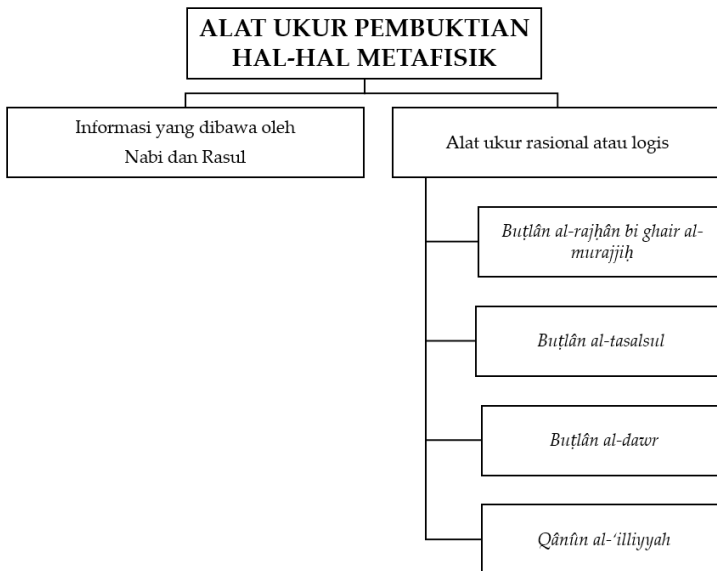 ALAT UKUR PEMBUKTIAN
HAL-HAL METAFISIK
Informasi yang dibawa oleh
Nabi dan Rasul
Alat ukur rasional atau logis
Buṭlân al-rajḥân bi ghair al-
murajjiḥ
Buṭlân al-tasalsul
Buṭlân al-dawr
Qânûn al-‘illiyyah